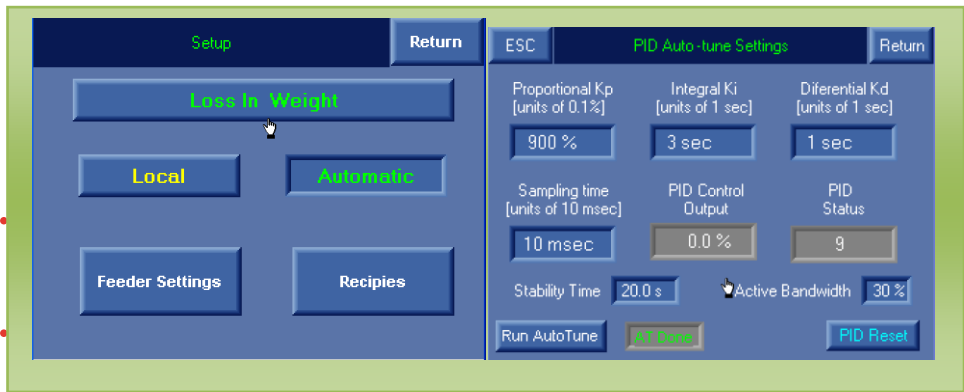 Setup
Return
Loss In Weight
Local
Automatic
Feeder Settings
Recipies
ESC
PID Auto-tune Settings
Return
Proportional Kp
[units of 0.1%]
Integral Ki
[units of 1 sec]
Diferential Kd
[units of 1 sec]
900 %
3 sec
1 sec
Sampling time
[units of 10 msec]
PID Control
Output
PID
Status
10 msec
0.0 %
9
Stability Time
20.0 s
Active Bandwidth
30 %
Run AutoTune
AT Done
PID Reset